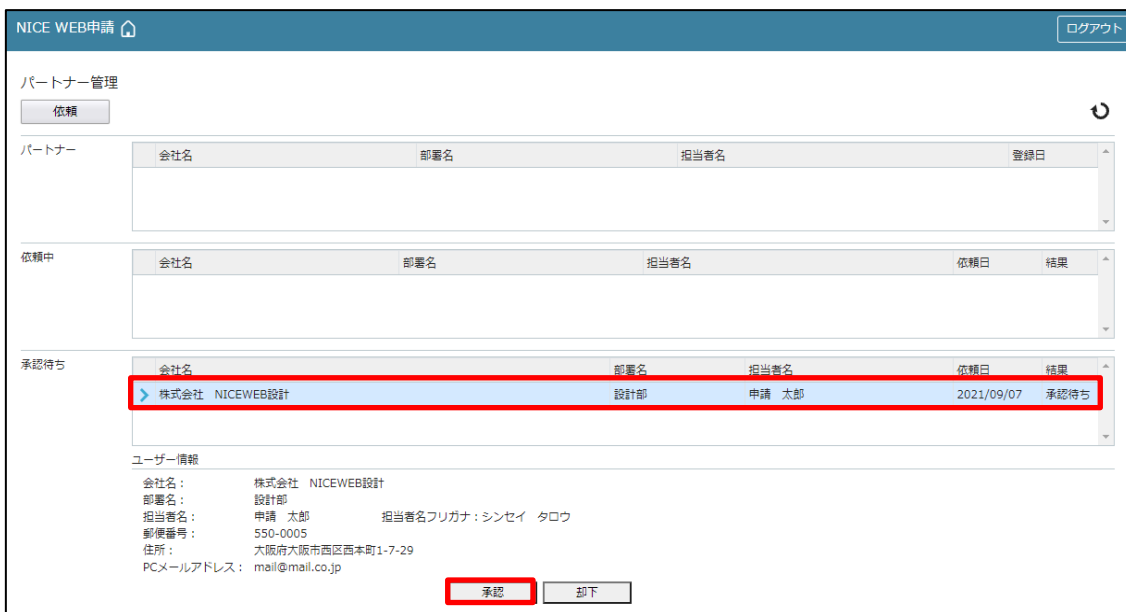 NICE WEB申請 ログアウト
パートナー管理
依頼
パートナー
会社名 部署名 担当者名 登録日
依頼中
会社名 部署名 担当者名 依頼日 結果
承認待ち
会社名 部署名 担当者名 依頼日 結果
株式会社 NICEWEB設計 設計部 申請 太郎 2021/09/07 承認待ち
ユーザー情報
会社名： 株式会社 NICEWEB設計
部署名： 設計部
担当者名： 申請 太郎 担当者名フリガナ：シンセイ タロウ
郵便番号： 550-0005
住所： 大阪府大阪市西区西本町1-7-29
PCメールアドレス： mail@mail.co.jp
承認 却下